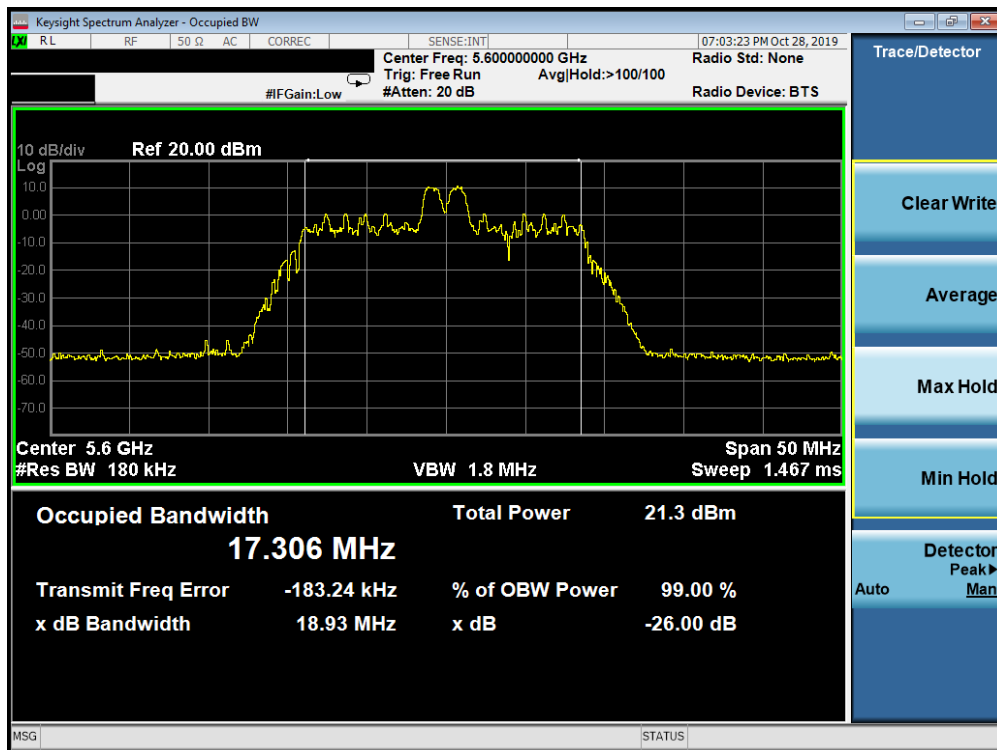 Keysight Spectrum Analyzer - Occupied BW
LXI RL RF 50 Ω AC CORREC SENSE:INT 07:03:23 PM Oct 28, 2019
Center Freq: 5.600000000 GHz Radio Std: None
Trig: Free Run Avg|Hold:>100/100
#IFGain:Low #Atten: 20 dB Radio Device: BTS
10 dB/div Ref 20.00 dBm
Log
10.0
0.00
-10.0
-20.0
-30.0
-40.0
-50.0
-60.0
-70.0
Center 5.6 GHz Span 50 MHz
#Res BW 180 kHz VBW 1.8 MHz Sweep 1.467 ms
Occupied Bandwidth Total Power 21.3 dBm
17.306 MHz
Transmit Freq Error -183.24 kHz % of OBW Power 99.00 %
x dB Bandwidth 18.93 MHz x dB -26.00 dB
MSG STATUS
Trace/Detector
Clear Write
Average
Max Hold
Min Hold
Detector
Peak▶
Auto Man